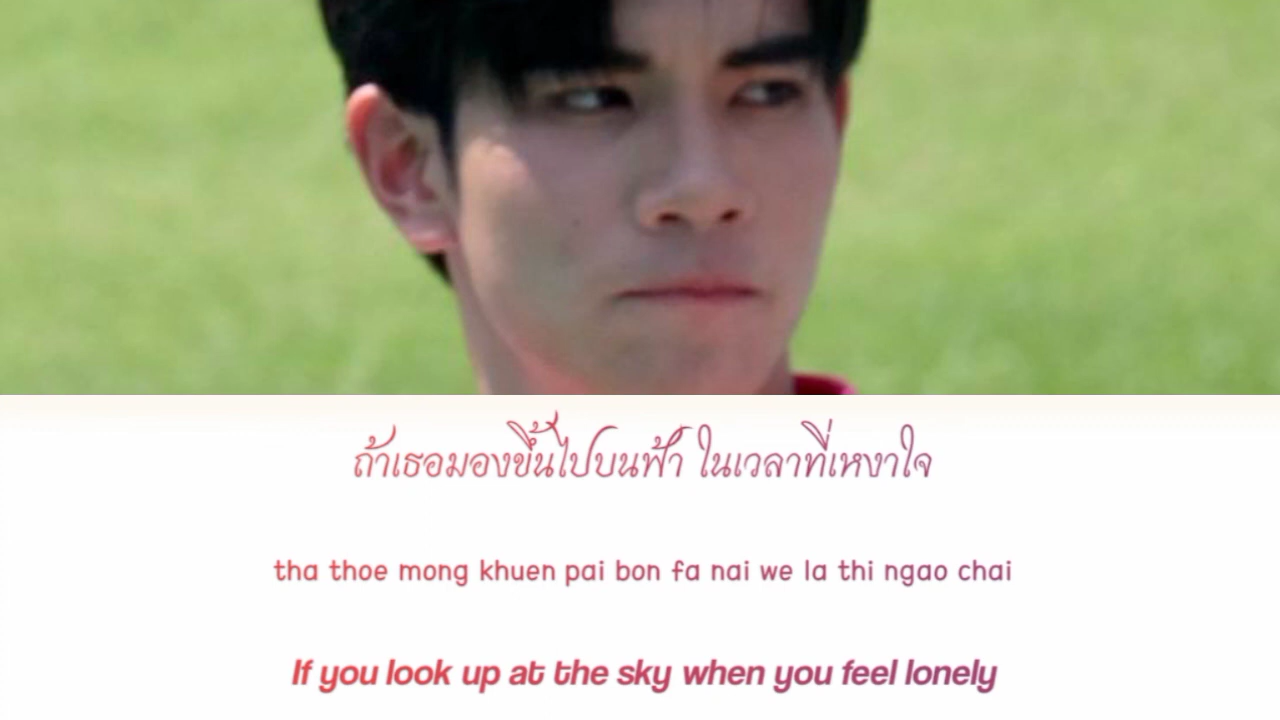 ถ้าเธอมองขึ้นไปบนฟ้า ในเวลาที่เหงาใจ
tha thoe mong khuen pai bon fa nai we la thi ngao chai
If you look up at the sky when you feel lonely